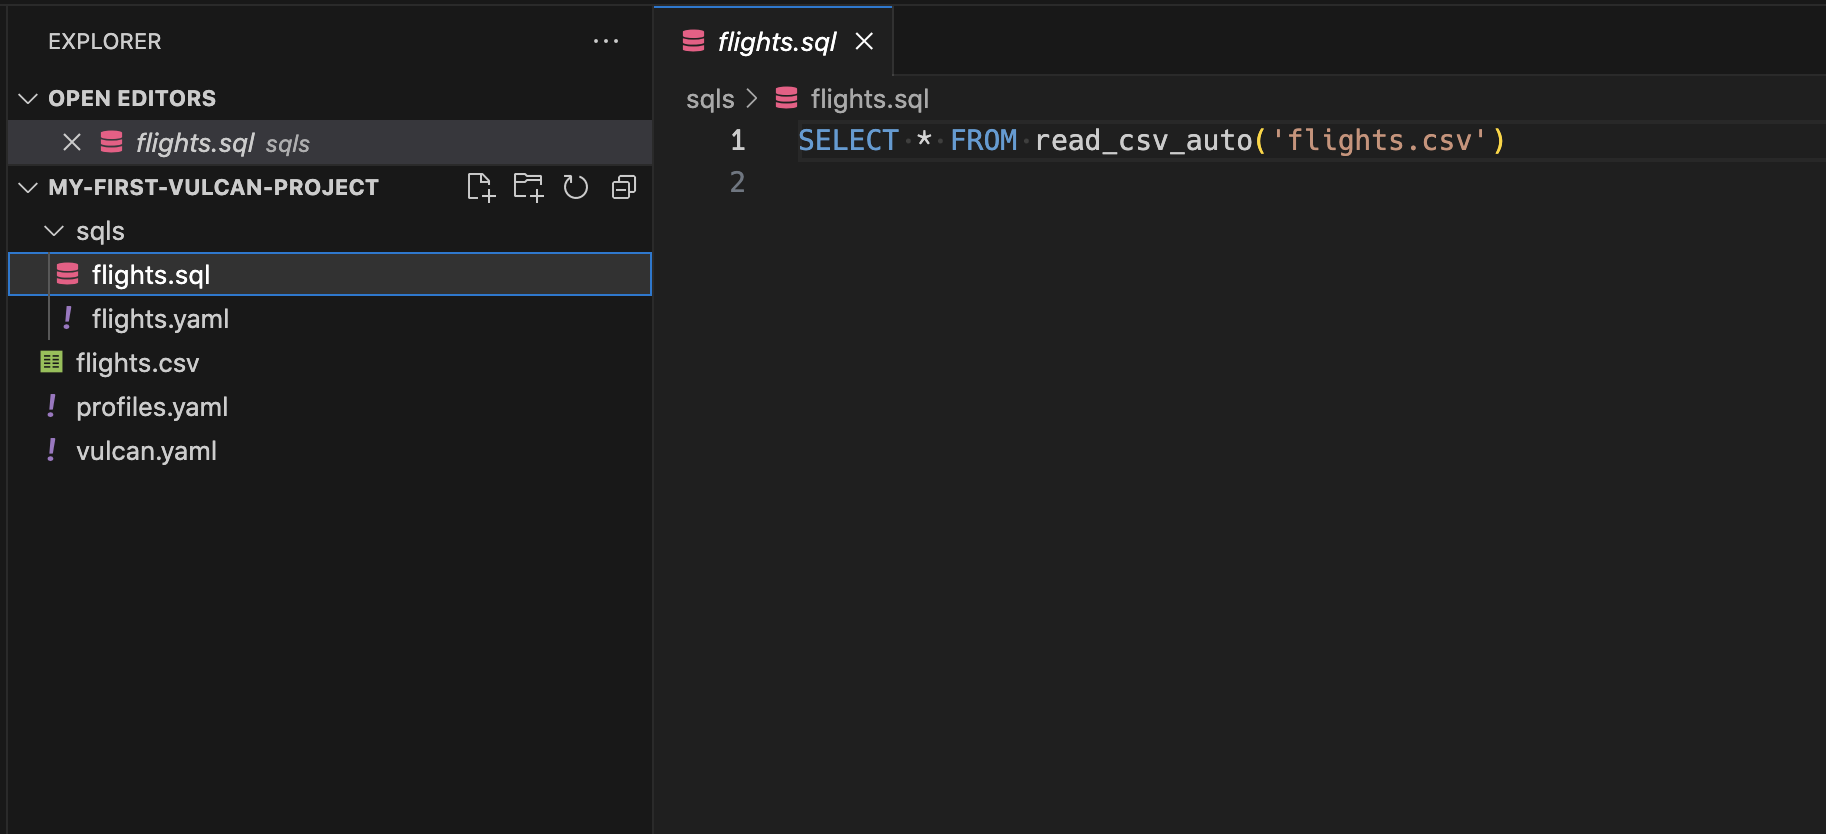 EXPLORER
OPEN EDITORS
flights.sql sqls
MY-FIRST-VULCAN-PROJECT
sqls
flights.sql
! flights.yaml
flights.csv
! profiles.yaml
! vulcan.yaml
flights.sql
sqls > flights.sql
1 SELECT * FROM read_csv_auto('flights.csv')
2